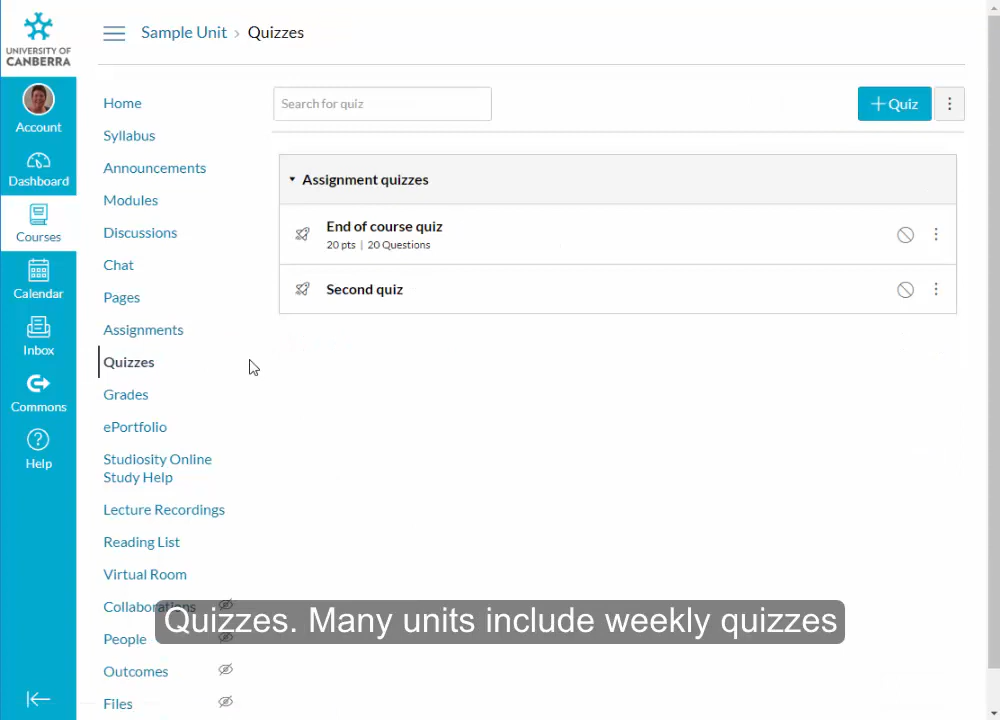 UNIVERSITY OF
CANBERRA
Account
Dashboard
Courses
Calendar
Inbox
Commons
Help
Sample Unit › Quizzes
Home
Syllabus
Announcements
Modules
Discussions
Chat
Pages
Assignments
Quizzes
Grades
ePortfolio
Studiosity Online
Study Help
Lecture Recordings
Reading List
Virtual Room
Collaborations
People
Outcomes
Files
Search for quiz
+ Quiz
Assignment quizzes
End of course quiz
20 pts | 20 Questions
Second quiz
Quizzes. Many units include weekly quizzes